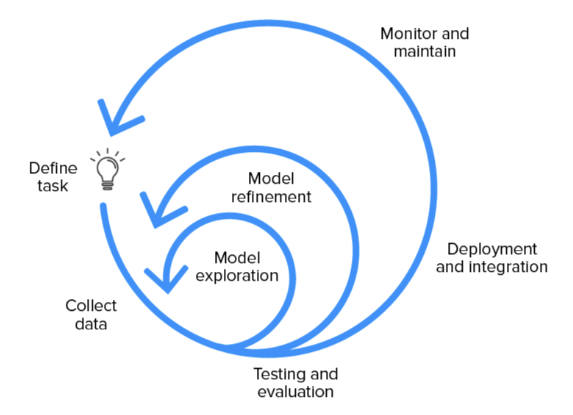 Monitor and
maintain
Define
task
Model
refinement
Model
exploration
Deployment
and integration
Collect
data
Testing and
evaluation